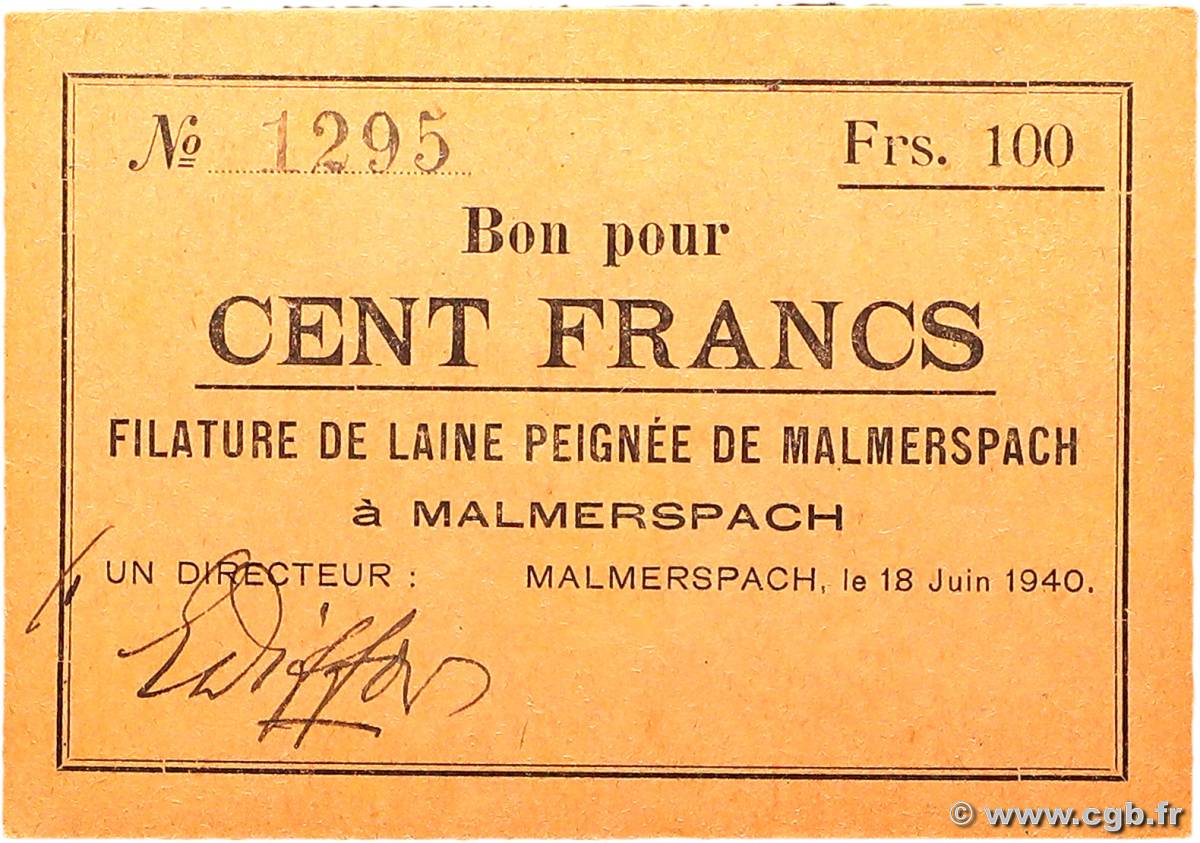 Nº 1295 Frs. 100
Bon pour
CENT FRANCS
FILATURE DE LAINE PEIGNÉE DE MALMERSPACH
à MALMERSPACH
UN DIRECTEUR : MALMERSPACH, le 18 Juin 1940.
© www.cgb.fr